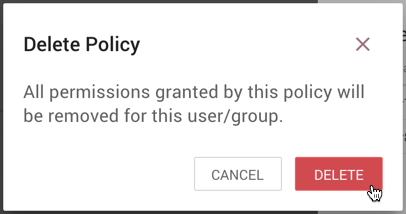 Delete Policy
All permissions granted by this policy will
be removed for this user/group.
CANCEL
DELETE